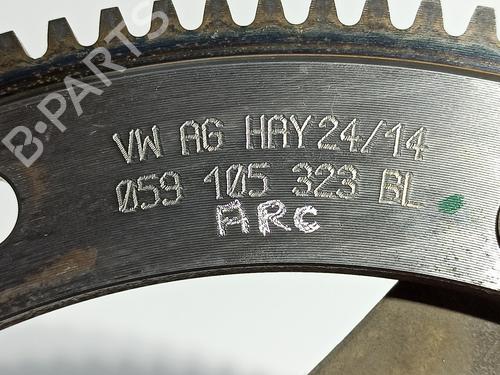 B-PARTS
VW AG HAY 24/14
059 105 323 BL
ARC